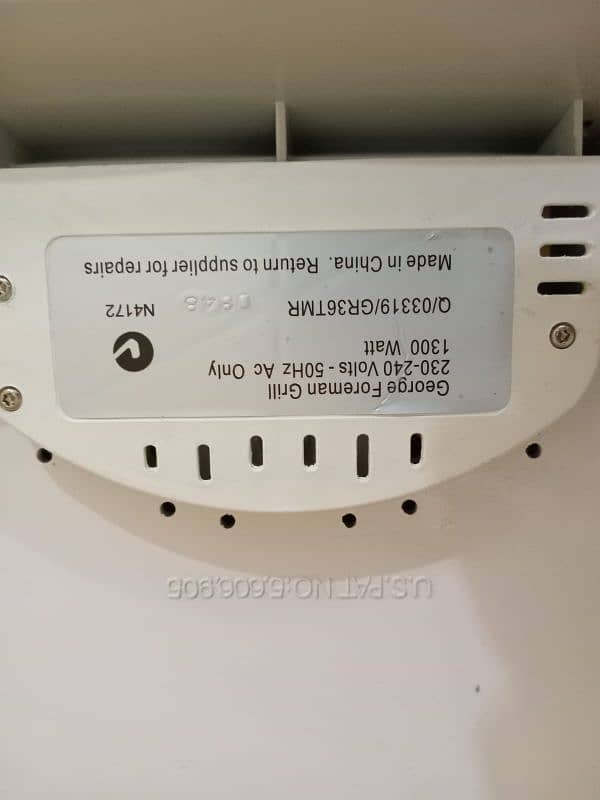 U.S.PAT.NO:5,606,905
George Foreman Grill
230-240 Volts - 50Hz Ac Only
1300 Watt
Q/03319/GR36TMR N4172
Made in China. Return to supplier for repairs